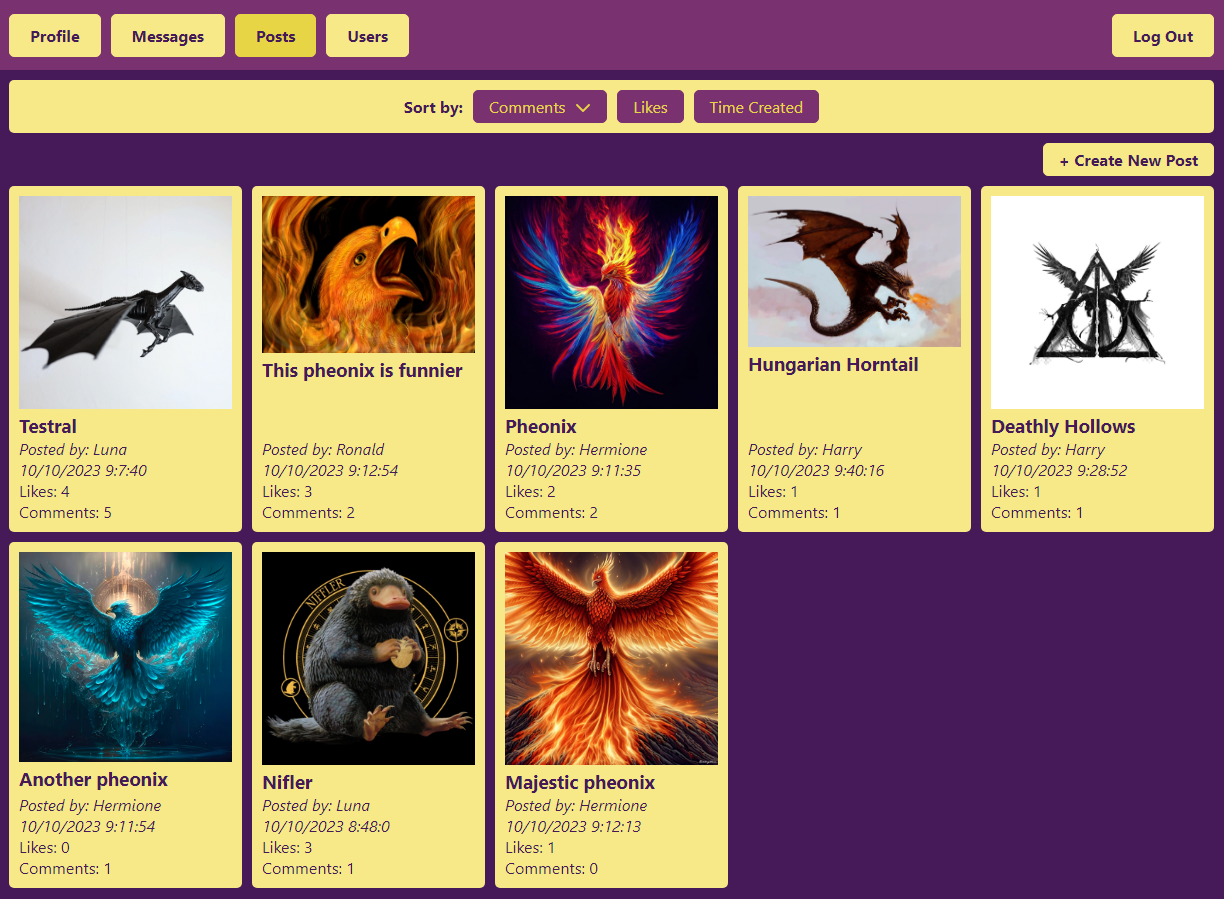 Profile
Messages
Posts
Users
Log Out
Sort by:
Comments
Likes
Time Created
+ Create New Post
Testral
Posted by: Luna
10/10/2023 9:7:40
Likes: 4
Comments: 5
This pheonix is funnier
Posted by: Ronald
10/10/2023 9:12:54
Likes: 3
Comments: 2
Pheonix
Posted by: Hermione
10/10/2023 9:11:35
Likes: 2
Comments: 2
Hungarian Horntail
Posted by: Harry
10/10/2023 9:40:16
Likes: 1
Comments: 1
Deathly Hollows
Posted by: Harry
10/10/2023 9:28:52
Likes: 1
Comments: 1
Another pheonix
Posted by: Hermione
10/10/2023 9:11:54
Likes: 0
Comments: 1
NIFFLER
Nifler
Posted by: Luna
10/10/2023 8:48:0
Likes: 3
Comments: 1
Majestic pheonix
Posted by: Hermione
10/10/2023 9:12:13
Likes: 1
Comments: 0